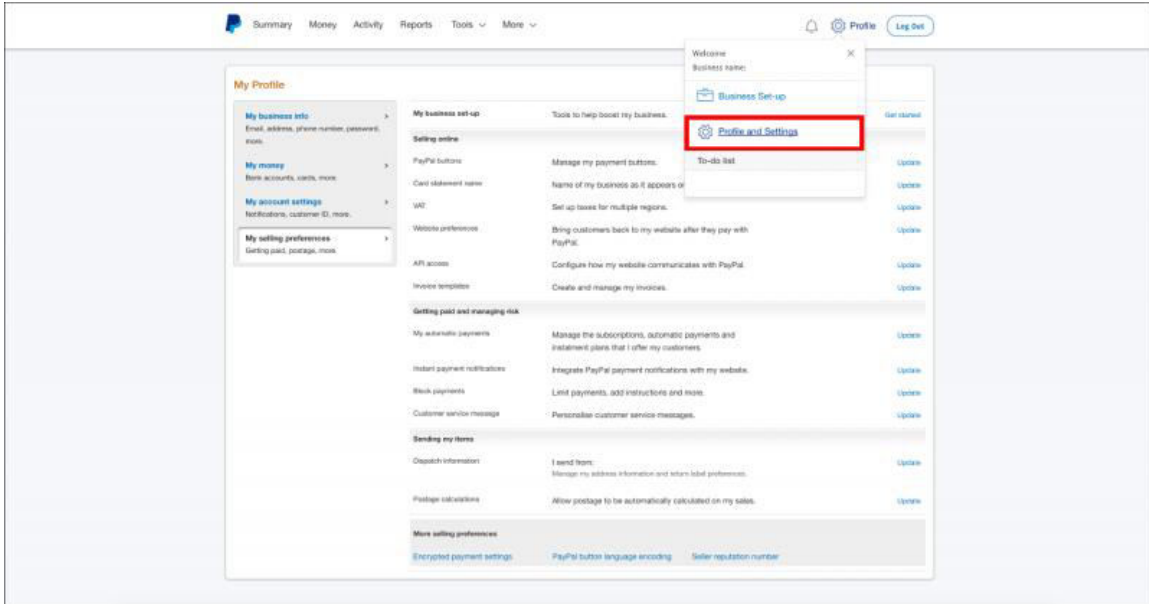 Summary Money Activity Reports Tools More Profile Log Out
Welcome
Business name:
Business Set-up
Profile and Settings
To-do list
My Profile
My business info
Email, address, phone number, password, more.
My money
Bank accounts, cards, more.
My account settings
Notifications, customer ID, more.
My selling preferences
Getting paid, postage, more.
My business set-up Tools to help boost my business. Get started
Selling online
PayPal buttons Manage my payment buttons. Update
Card statement name Name of my business as it appears o Update
VAT Set up taxes for multiple regions. Update
Website preferences Bring customers back to my website after they pay with Update
PayPal.
API access Configure how my website communicates with PayPal. Update
Invoice templates Create and manage my invoices. Update
Getting paid and managing risk
My automatic payments Manage the subscriptions, automatic payments and Update
instalment plans that I offer my customers.
Instant payment notifications Integrate PayPal payment notifications with my website. Update
Block payments Limit payments, add instructions and more. Update
Customer service message Personalise customer service messages. Update
Sending my items
Dispatch information I send from: Update
Manage my address information and return label preferences.
Postage calculations Allow postage to be automatically calculated on my sales. Update
More selling preferences
Encrypted payment settings PayPal button language encoding Seller reputation number